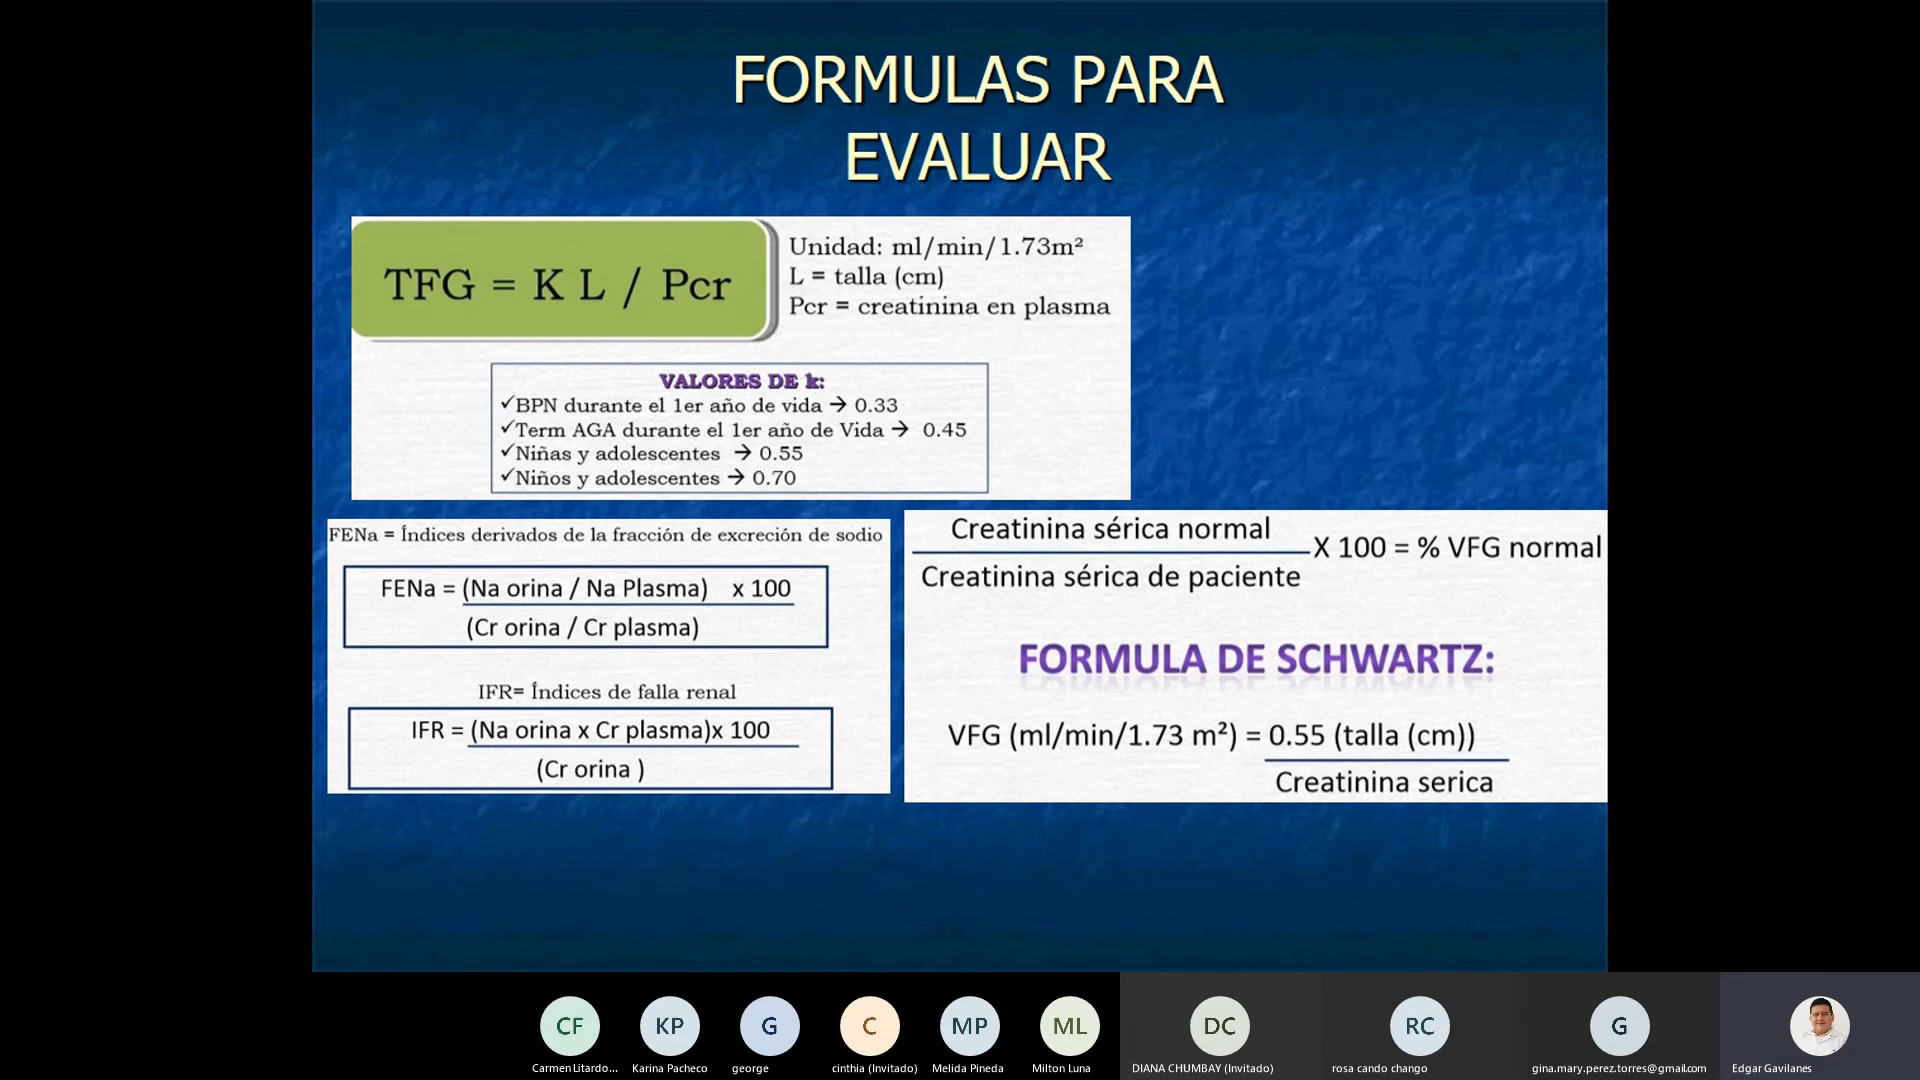 FORMULAS PARA
EVALUAR
TFG = K L / Pcr
Unidad: ml/min/1.73m²
L = talla (cm)
Pcr = creatinina en plasma
VALORES DE k:
✓BPN durante el 1er año de vida → 0.33
✓Term AGA durante el 1er año de Vida → 0.45
✓Niñas y adolescentes → 0.55
✓Niños y adolescentes → 0.70
FENa = Índices derivados de la fracción de excreción de sodio
FENa = (Na orina / Na Plasma) x 100
(Cr orina / Cr plasma)
IFR= Índices de falla renal
IFR = (Na orina x Cr plasma)x 100
(Cr orina )
Creatinina sérica normal
X 100 = % VFG normal
Creatinina sérica de paciente
FORMULA DE SCHWARTZ:
VFG (ml/min/1.73 m²) = 0.55 (talla (cm))
Creatinina serica
CF
KP
G
C
MP
ML
DC
RC
G
Carmen Litardo...
Karina Pacheco
george
cinthia (Invitado)
Melida Pineda
Milton Luna
DIANA CHUMBAY (Invitado)
rosa cando chango
gina.mary.perez.torres@gmail.com
Edgar Gavilanes